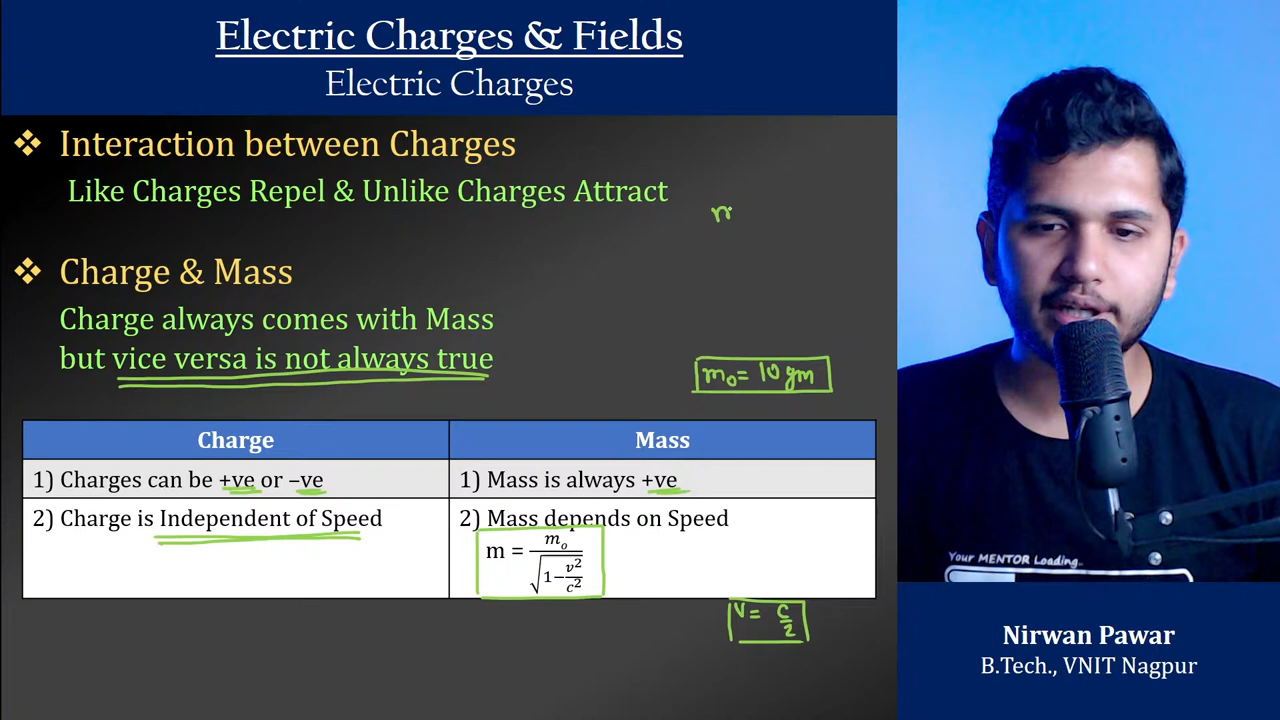 Electric Charges & Fields
Electric Charges
❖ Interaction between Charges
Like Charges Repel & Unlike Charges Attract
❖ Charge & Mass
Charge always comes with Mass
but vice versa is not always true
m₀ = 10 gm
Charge
Mass
1) Charges can be +ve or –ve
1) Mass is always +ve
2) Charge is Independent of Speed
2) Mass depends on Speed
m = mₒ / √(1−v²/c²)
v = c/2
Your MENTOR Loading..
Nirwan Pawar
B.Tech., VNIT Nagpur